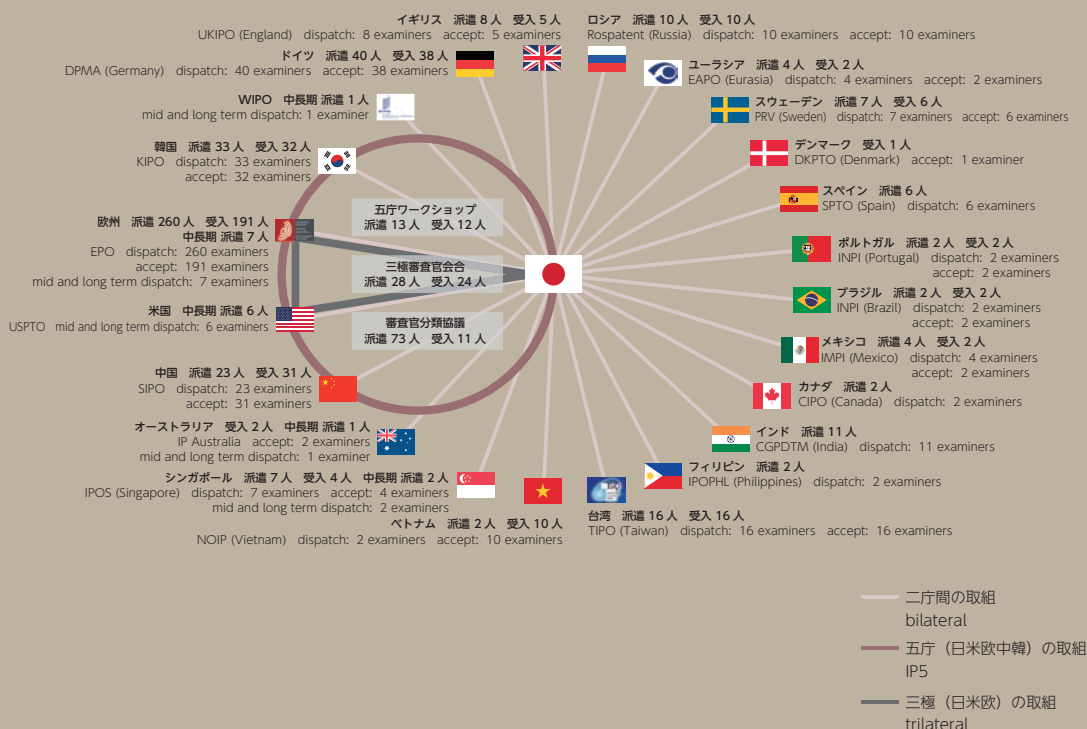 イギリス 派遣 8 人 受入 5 人
UKIPO (England) dispatch: 8 examiners accept: 5 examiners
ロシア 派遣 10 人 受入 10 人
Rospatent (Russia) dispatch: 10 examiners accept: 10 examiners
ドイツ 派遣 40 人 受入 38 人
DPMA (Germany) dispatch: 40 examiners accept: 38 examiners
ユーラシア 派遣 4 人 受入 2 人
EAPO (Eurasia) dispatch: 4 examiners accept: 2 examiners
WIPO 中長期 派遣 1 人
mid and long term dispatch: 1 examiner
スウェーデン 派遣 7 人 受入 6 人
PRV (Sweden) dispatch: 7 examiners accept: 6 examiners
韓国 派遣 33 人 受入 32 人
KIPO dispatch: 33 examiners
accept: 32 examiners
デンマーク 受入 1 人
DKPTO (Denmark) accept: 1 examiner
スペイン 派遣 6 人
SPTO (Spain) dispatch: 6 examiners
五庁ワークショップ
派遣 13 人 受入 12 人
欧州 派遣 260 人 受入 191 人
中長期 派遣 7 人
EPO dispatch: 260 examiners
accept: 191 examiners
mid and long term dispatch: 7 examiners
ポルトガル 派遣 2 人 受入 2 人
INPI (Portugal) dispatch: 2 examiners
accept: 2 examiners
三極審査官会合
派遣 28 人 受入 24 人
ブラジル 派遣 2 人 受入 2 人
INPI (Brazil) dispatch: 2 examiners
accept: 2 examiners
米国 中長期 派遣 6 人
USPTO mid and long term dispatch: 6 examiners
審査官分類協議
派遣 73 人 受入 11 人
メキシコ 派遣 4 人 受入 2 人
IMPI (Mexico) dispatch: 4 examiners
accept: 2 examiners
中国 派遣 23 人 受入 31 人
SIPO dispatch: 23 examiners
accept: 31 examiners
カナダ 派遣 2 人
CIPO (Canada) dispatch: 2 examiners
オーストラリア 受入 2 人 中長期 派遣 1 人
IP Australia accept: 2 examiners
mid and long term dispatch: 1 examiner
インド 派遣 11 人
CGPDTM (India) dispatch: 11 examiners
シンガポール 派遣 7 人 受入 4 人 中長期 派遣 2 人
IPOS (Singapore) dispatch: 7 examiners accept: 4 examiners
mid and long term dispatch: 2 examiners
フィリピン 派遣 2 人
IPOPHL (Philippines) dispatch: 2 examiners
ベトナム 派遣 2 人 受入 10 人
NOIP (Vietnam) dispatch: 2 examiners accept: 10 examiners
台湾 派遣 16 人 受入 16 人
TIPO (Taiwan) dispatch: 16 examiners accept: 16 examiners
二庁間の取組
bilateral
五庁（日米欧中韓）の取組
IP5
三極（日米欧）の取組
trilateral